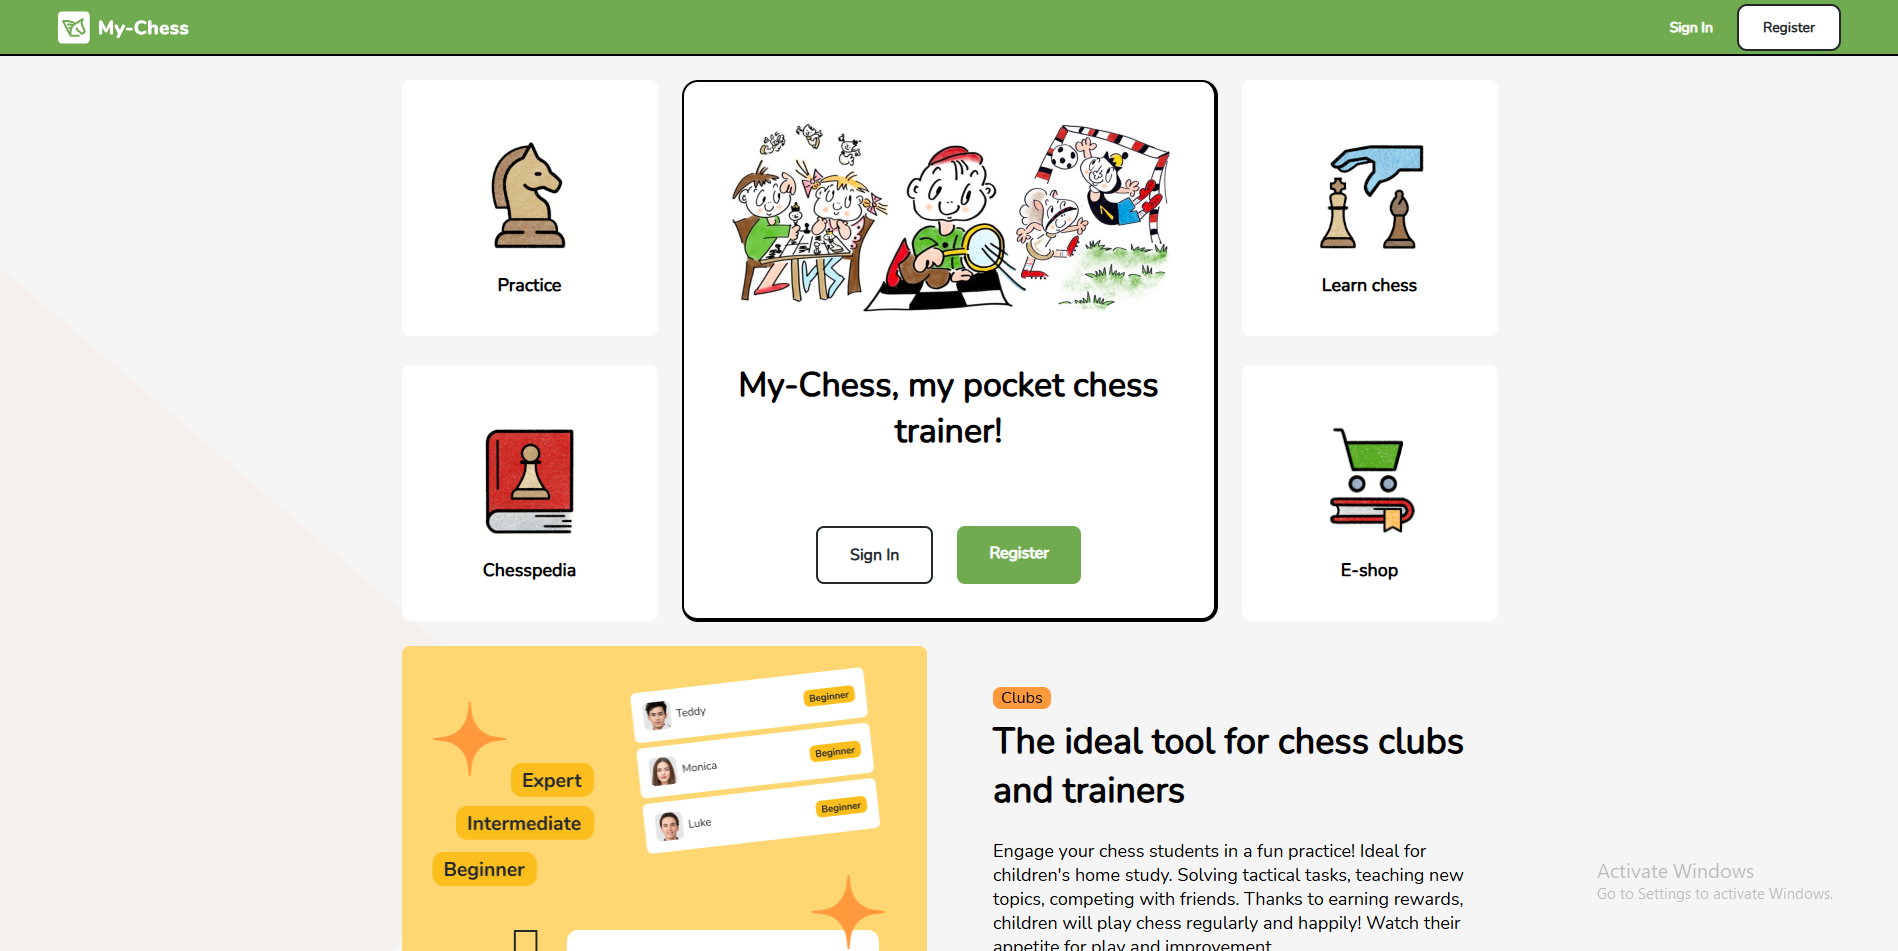 My-Chess
Sign In
Register
Practice
Learn chess
My-Chess, my pocket chess
trainer!
Sign In
Register
Chesspedia
E-shop
Teddy
Beginner
Monica
Beginner
Luke
Beginner
Expert
Intermediate
Beginner
Clubs
The ideal tool for chess clubs
and trainers
Engage your chess students in a fun practice! Ideal for
children's home study. Solving tactical tasks, teaching new
topics, competing with friends. Thanks to earning rewards,
children will play chess regularly and happily! Watch their
appetite for play and improvement
Activate Windows
Go to Settings to activate Windows.